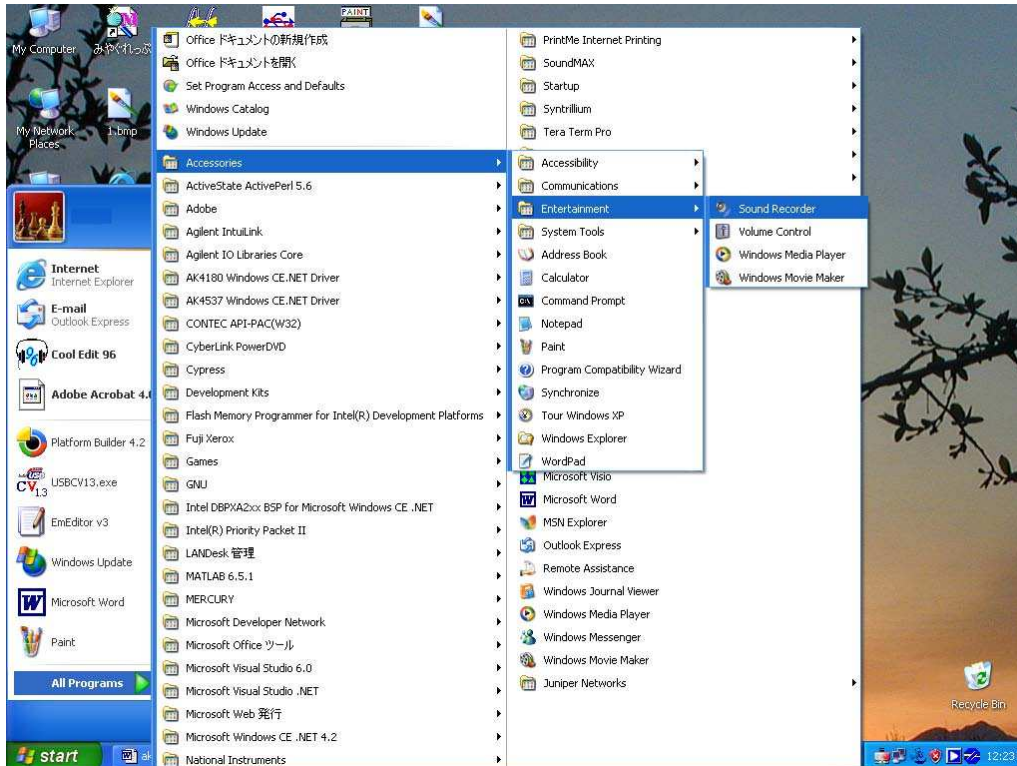 PAINT
My Computer
みやぐれっぷ
My Network Places
1.bmp
Office ドキュメントの新規作成
Office ドキュメントを開く
Set Program Access and Defaults
Windows Catalog
Windows Update
Accessories
ActiveState ActivePerl 5.6
Adobe
Agilent IntuiLink
Agilent IO Libraries Core
AK4180 Windows CE.NET Driver
AK4537 Windows CE.NET Driver
CONTEC API-PAC(W32)
CyberLink PowerDVD
Cypress
Development Kits
Flash Memory Programmer for Intel(R) Development Platforms
Fuji Xerox
Games
GNU
Intel DBPXA2xx BSP for Microsoft Windows CE .NET
Intel(R) Priority Packet II
LANDesk 管理
MATLAB 6.5.1
MERCURY
Microsoft Developer Network
Microsoft Office ツール
Microsoft Visual Studio 6.0
Microsoft Visual Studio .NET
Microsoft Web 発行
Microsoft Windows CE .NET 4.2
National Instruments
PrintMe Internet Printing
SoundMAX
Startup
Syntrillium
Tera Term Pro
Accessibility
Communications
Entertainment
System Tools
Address Book
Calculator
Command Prompt
Notepad
Paint
Program Compatibility Wizard
Synchronize
Tour Windows XP
Windows Explorer
WordPad
Sound Recorder
Volume Control
Windows Media Player
Windows Movie Maker
Microsoft Visio
Microsoft Word
MSN Explorer
Outlook Express
Remote Assistance
Windows Journal Viewer
Windows Media Player
Windows Messenger
Windows Movie Maker
Juniper Networks
Internet
Internet Explorer
E-mail
Outlook Express
Cool Edit 96
Adobe Acrobat 4.
Platform Builder 4.2
USBCV13.exe
EmEditor v3
Windows Update
Microsoft Word
Paint
All Programs
start
ak
Recycle Bin
12:23